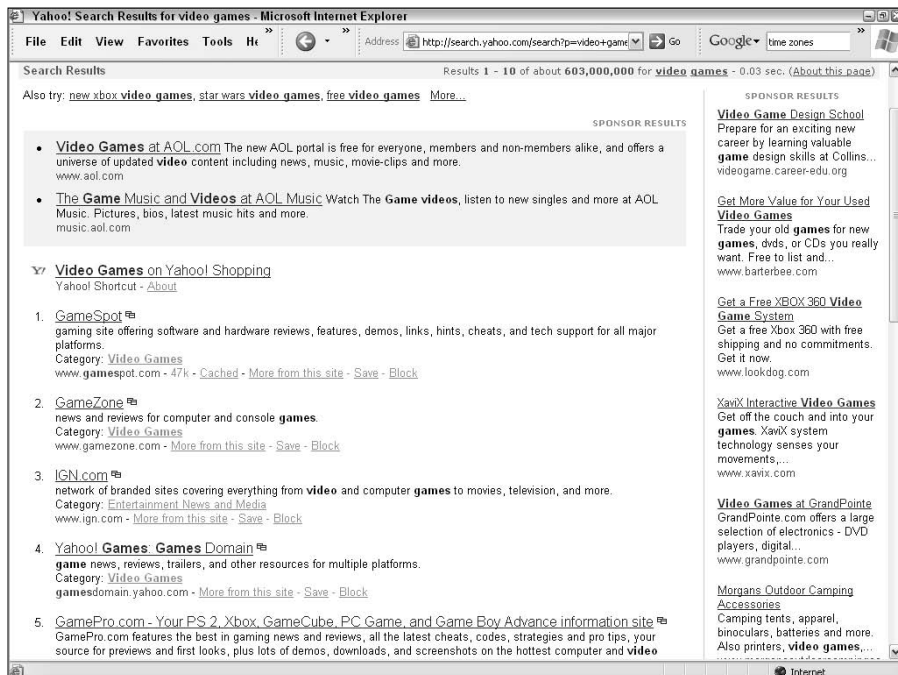 Yahoo! Search Results for video games - Microsoft Internet Explorer
File Edit View Favorites Tools He » » Address http://search.yahoo.com/search?p=video+game Go Google time zones »
Search Results
Results 1 - 10 of about 603,000,000 for video games - 0.03 sec. (About this page)
Also try: new xbox video games, star wars video games, free video games More...
SPONSOR RESULTS
• Video Games at AOL.com The new AOL portal is free for everyone, members and non-members alike, and offers a
universe of updated video content including news, music, movie-clips and more.
www.aol.com
• The Game Music and Videos at AOL Music Watch The Game videos, listen to new singles and more at AOL
Music. Pictures, bios, latest music hits and more.
music.aol.com
Y! Video Games on Yahoo! Shopping
Yahoo! Shortcut - About
1. GameSpot
gaming site offering software and hardware reviews, features, demos, links, hints, cheats, and tech support for all major
platforms.
Category: Video Games
www.gamespot.com - 47k - Cached - More from this site - Save - Block
2. GameZone
news and reviews for computer and console games.
Category: Video Games
www.gamezone.com - More from this site - Save - Block
3. IGN.com
network of branded sites covering everything from video and computer games to movies, television, and more.
Category: Entertainment News and Media
www.ign.com - More from this site - Save - Block
4. Yahoo! Games: Games Domain
game news, reviews, trailers, and other resources for multiple platforms.
Category: Video Games
gamesdomain.yahoo.com - More from this site - Save - Block
5. GamePro.com - Your PS 2, Xbox, GameCube, PC Game, and Game Boy Advance information site
GamePro.com features the best in gaming news and reviews, all the latest cheats, codes, strategies and pro tips, your
source for previews and first looks, plus lots of demos, downloads, and screenshots on the hottest computer and video
SPONSOR RESULTS
Video Game Design School
Prepare for an exciting new
career by learning valuable
game design skills at Collins...
videogame.career-edu.org
Get More Value for Your Used
Video Games
Trade your old games for new
games, dvds, or CDs you really
want. Free to list and...
www.barterbee.com
Get a Free XBOX 360 Video
Game System
Get a free Xbox 360 with free
shipping and no commitments.
Get it now.
www.lookdog.com
XaviX Interactive Video Games
Get off the couch and into your
games. XaviX system
technology senses your
movements,...
www.xavix.com
Video Games at GrandPointe
GrandPointe.com offers a large
selection of electronics - DVD
players, digital...
www.grandpointe.com
Morgans Outdoor Camping
Accessories
Camping tents, apparel,
binoculars, batteries and more.
Also printers, video games,...
Internet